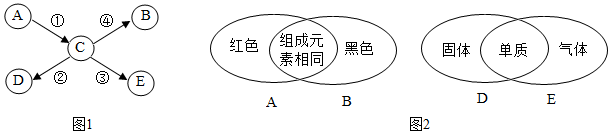 A ① ④ B
C
D ② ③ E
图1
红色 组成元素相同 黑色
A B
固体 单质 气体
D E
图2